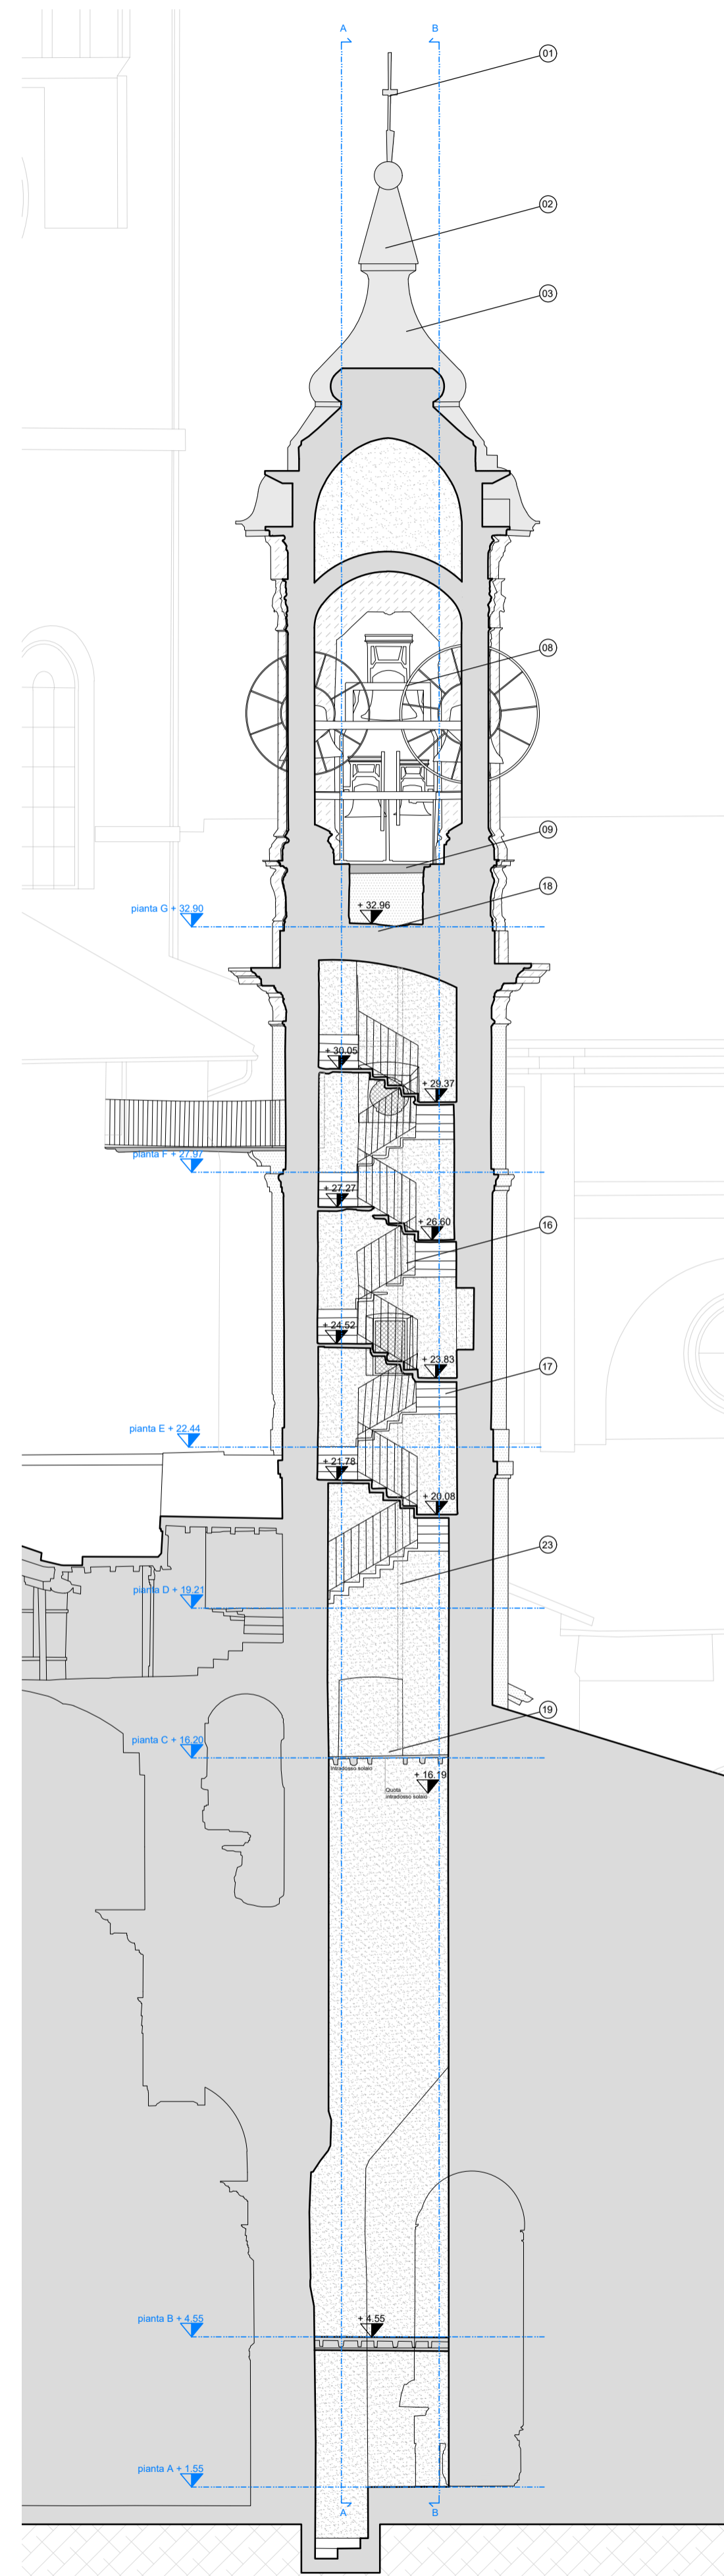 A B
01
02
03
08
09
18
pianta G + 32.90
+ 32.96
+ 30.05
+ 29.37
pianta F + 27.97
+ 27.27
+ 26.60
16
+ 24.52
+ 23.83
17
pianta E + 22.44
+ 21.78
+ 20.08
23
pianta D + 19.21
19
pianta C + 16.20
Intradosso solaio
+ 16.19
Quota
intradosso solaio
pianta B + 4.55
+ 4.55
pianta A + 1.55
A B